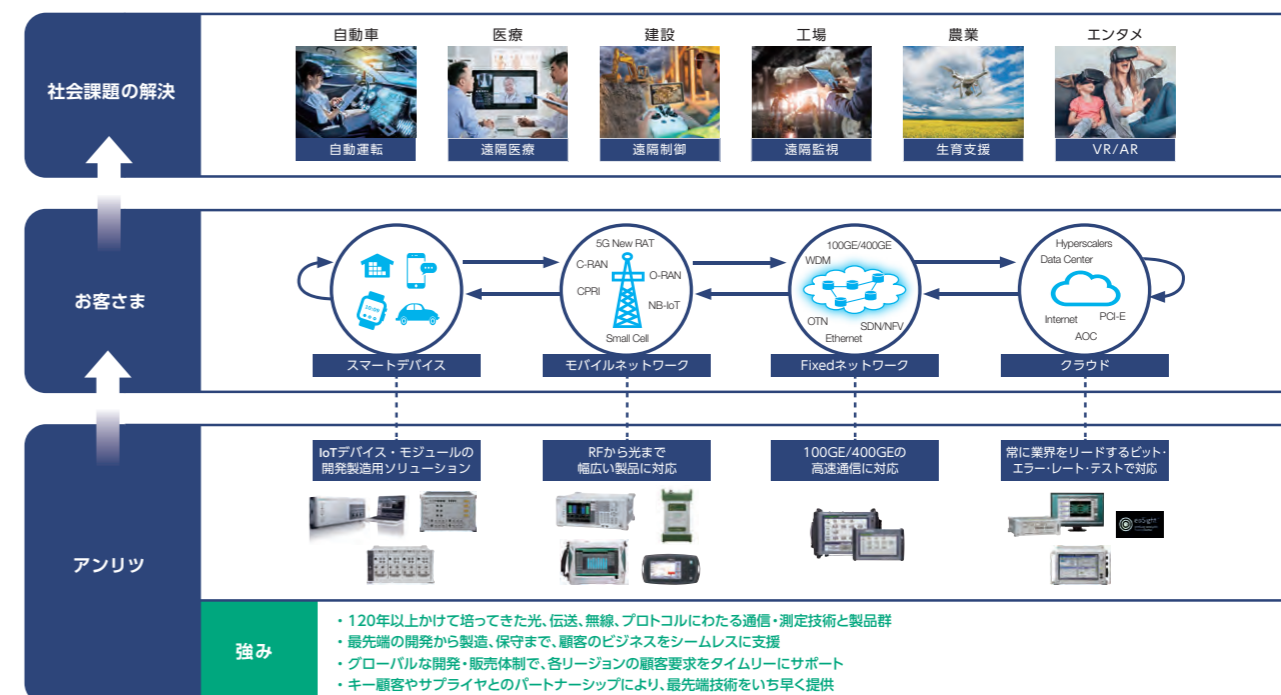 社会課題の解決
自動車
医療
建設
工場
農業
エンタメ
自動運転
遠隔医療
遠隔制御
遠隔監視
生育支援
VR/AR
お客さま
5G New RAT
C-RAN
O-RAN
CPRI
NB-IoT
Small Cell
100GE/400GE
WDM
OTN
SDN/NFV
Ethernet
Hyperscalers
Data Center
Internet
PCI-E
AOC
スマートデバイス
モバイルネットワーク
Fixedネットワーク
クラウド
アンリツ
IoTデバイス・モジュールの
開発製造用ソリューション
RFから光まで
幅広い製品に対応
100GE/400GEの
高速通信に対応
常に業界をリードするビット・
エラー・レート・テストで対応
強み
・120年以上かけて培ってきた光、伝送、無線、プロトコルにわたる通信・測定技術と製品群
・最先端の開発から製造、保守まで、顧客のビジネスをシームレスに支援
・グローバルな開発・販売体制で、各リージョンの顧客要求をタイムリーにサポート
・キー顧客やサプライヤとのパートナーシップにより、最先端技術をいち早く提供